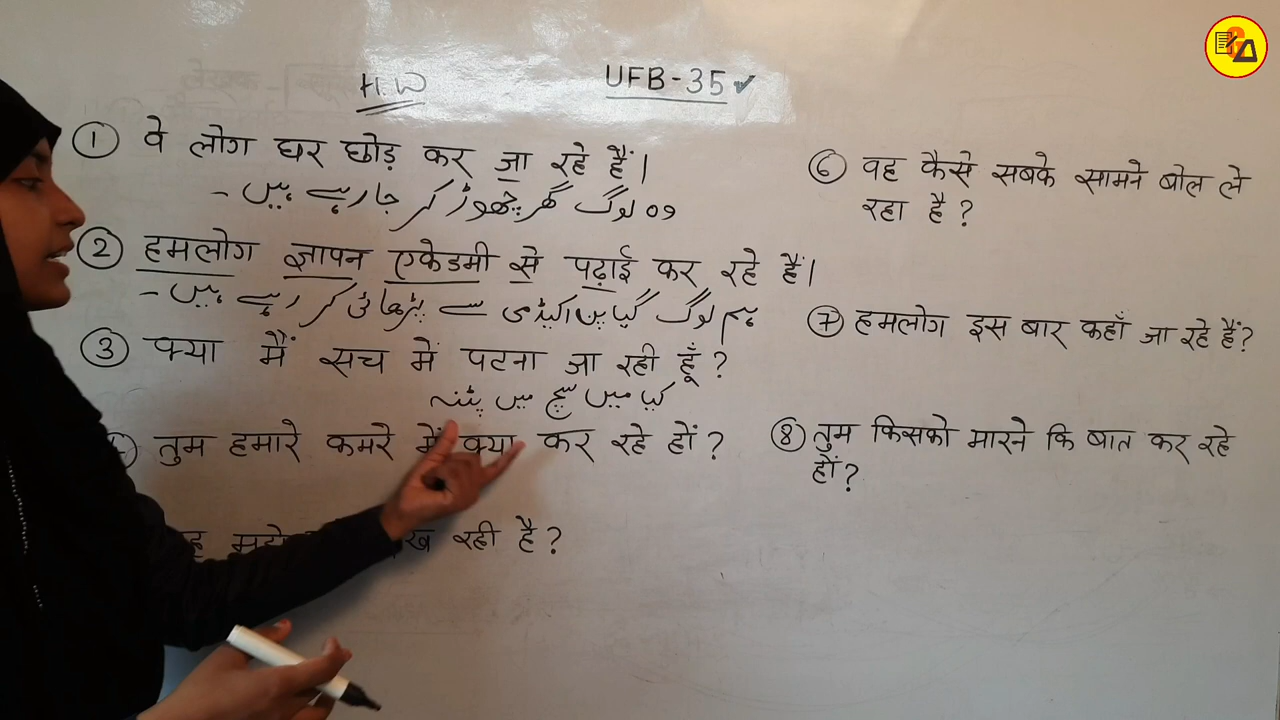 H.W
UFB-35✓
① वे लोग घर छोड़ कर जा रहे हैं।
وہ لوگ گھر چھوڑ کر جا رہے ہیں -
② हमलोग ज्ञापन एकेडमी से पढ़ाई कर रहे हैं।
ہم لوگ گیاپن اکیڈمی سے پڑھائی کر رہے ہیں -
③ क्या मैं सच में पटना जा रही हूँ?
کیا میں سچ میں پٹنہ
तुम हमारे कमरे में क्या कर रहे हों?
रही है?
⑥ वह कैसे सबके सामने बोल ले
रहा है?
⑦ हमलोग इस बार कहाँ जा रहे हैं?
⑧ तुम किसको मारने कि बात कर रहे
हों?